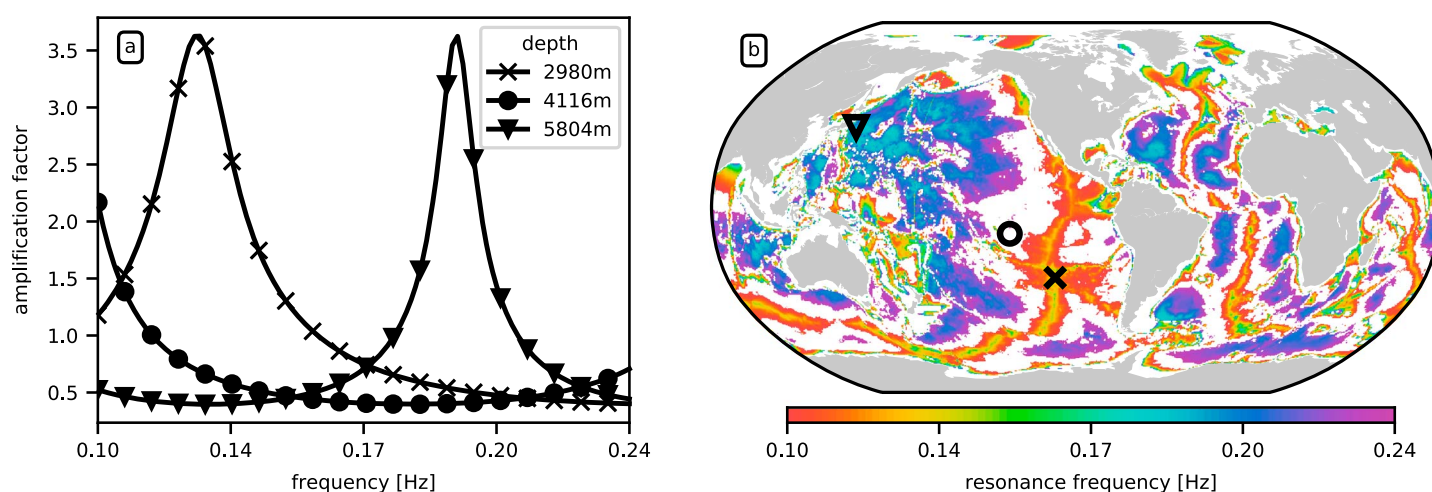 a
depth
2980m
4116m
5804m
amplification factor
3.5
3.0
2.5
2.0
1.5
1.0
0.5
0.10 0.14 0.17 0.20 0.24
frequency [Hz]
b
0.10 0.14 0.17 0.20 0.24
resonance frequency [Hz]